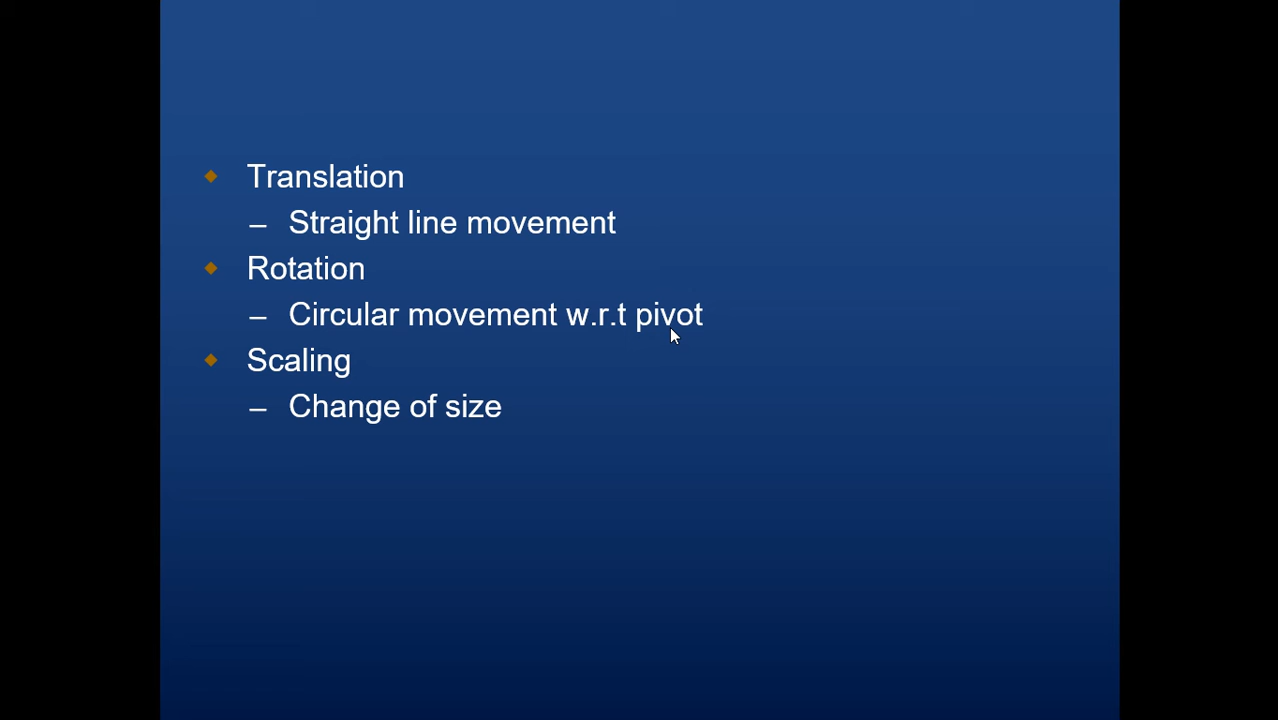 Translation
– Straight line movement
Rotation
– Circular movement w.r.t pivot
Scaling
– Change of size